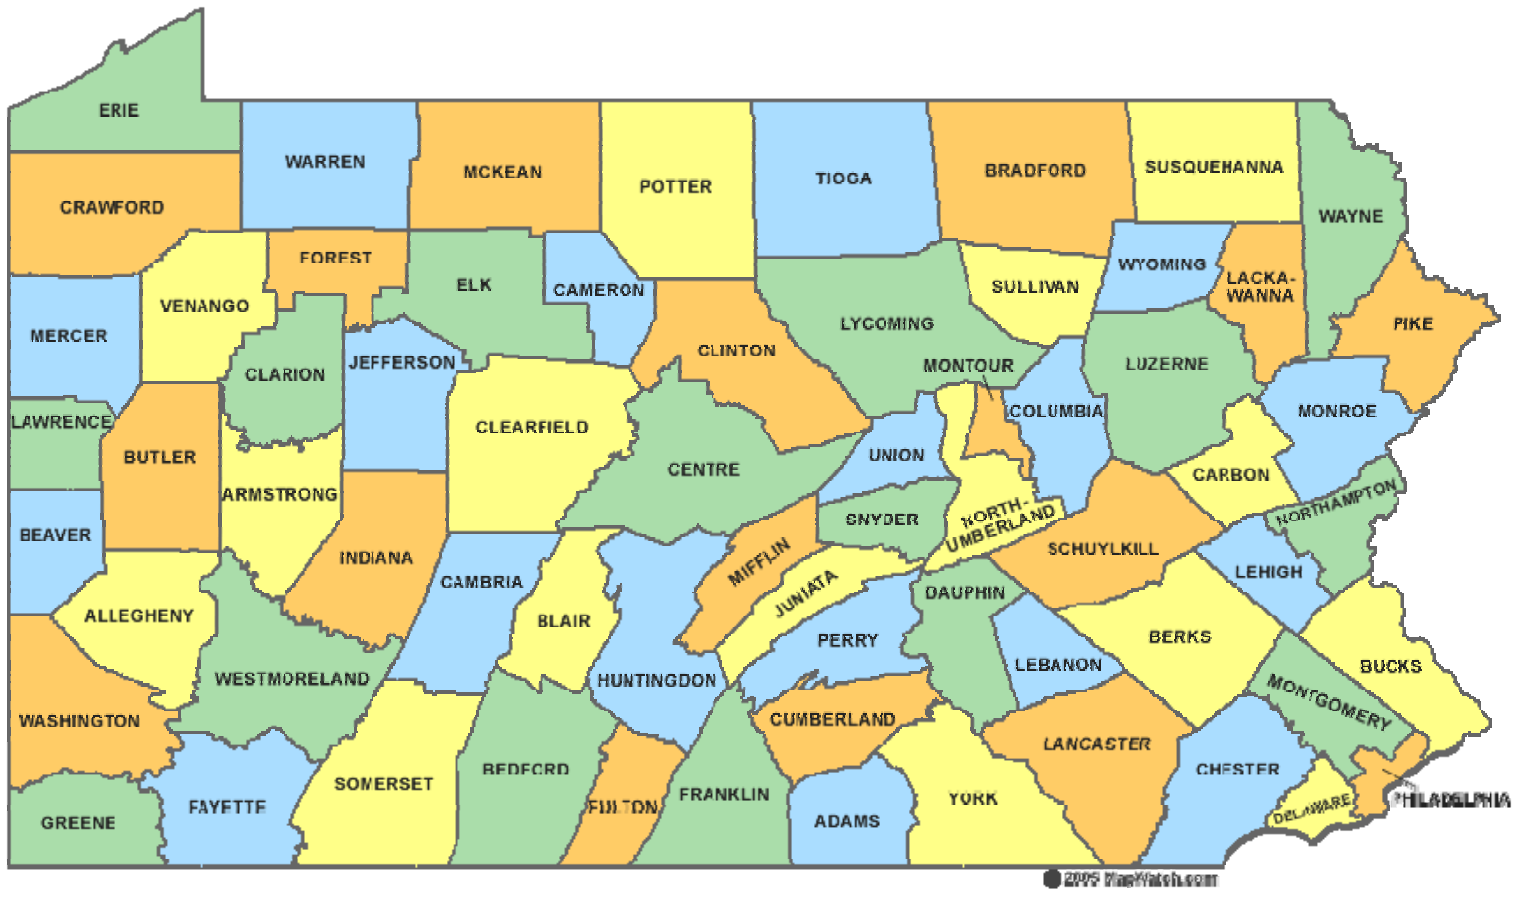 ERIE
WARREN
MCKEAN
POTTER
TIOGA
BRADFORD
SUSQUEHANNA
WAYNE
CRAWFORD
FOREST
ELK
CAMERON
SULLIVAN
WYOMING
LACKA-
WANNA
PIKE
VENANGO
MERCER
CLARION
JEFFERSON
CLINTON
LYCOMING
MONTOUR
COLUMBIA
LUZERNE
MONROE
LAWRENCE
BUTLER
ARMSTRONG
CLEARFIELD
CENTRE
UNION
CARBON
NORTHAMPTON
BEAVER
INDIANA
CAMBRIA
MIFFLIN
SNYDER
NORTH-
UMBERLAND
SCHUYLKILL
LEHIGH
ALLEGHENY
BLAIR
JUNIATA
DAUPHIN
PERRY
LEBANON
BERKS
BUCKS
WESTMORELAND
HUNTINGDON
MONTGOMERY
WASHINGTON
CUMBERLAND
LANCASTER
SOMERSET
BEDFORD
FULTON
FRANKLIN
YORK
CHESTER
GREENE
FAYETTE
ADAMS
DELAWARE
PHILADELPHIA
2005 MapWatch.com